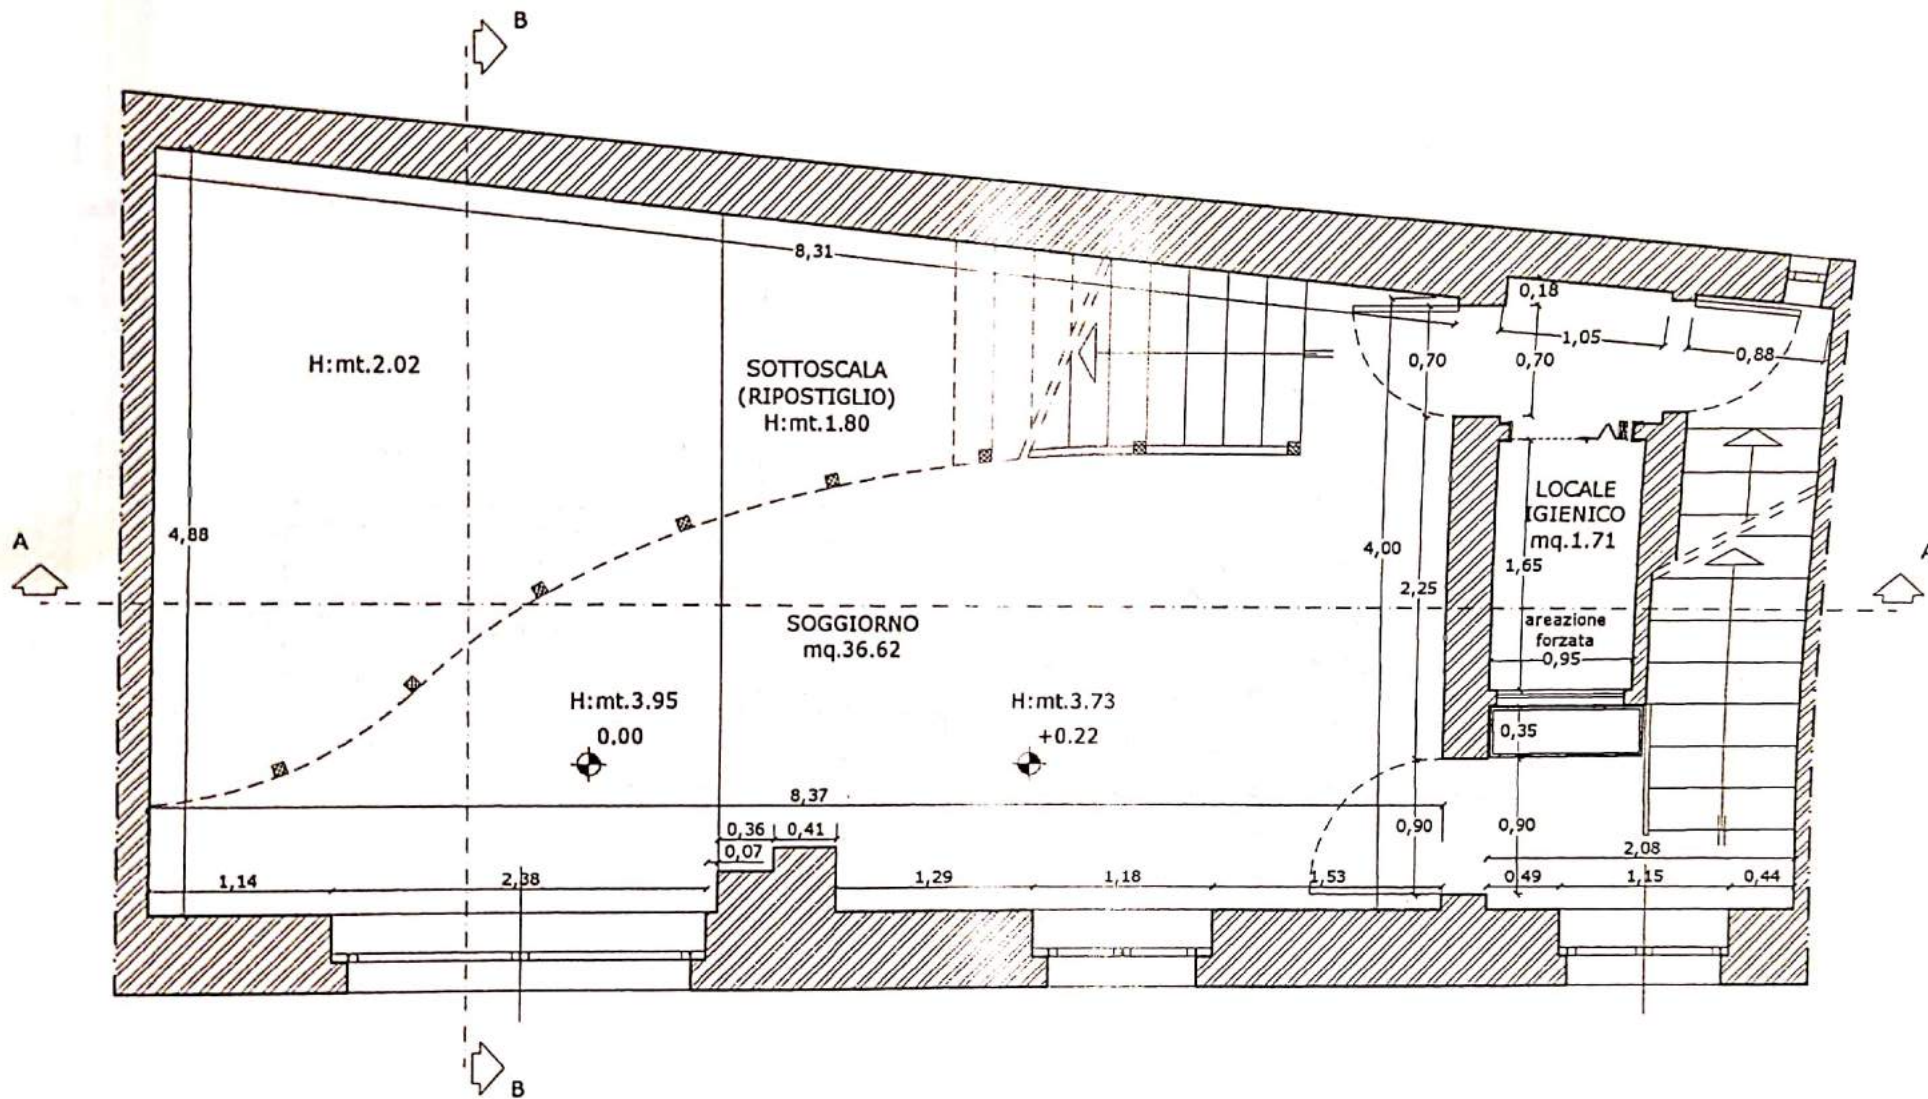 B
8,31
0,18
1,05
0,88
0,70
0,70
H:mt.2.02
SOTTOSCALA
(RIPOSTIGLIO)
H:mt.1.80
LOCALE
IGIENICO
mq.1.71
A
4,88
4,00
1,65
2,25
A
SOGGIORNO
mq.36.62
areazione
forzata
0,95
H:mt.3.95
0.00
H:mt.3.73
+0.22
0,35
8,37
0,36
0,41
0,07
0,90
0,90
2,08
1,14
2,38
1,29
1,18
1,53
0,49
1,15
0,44
B